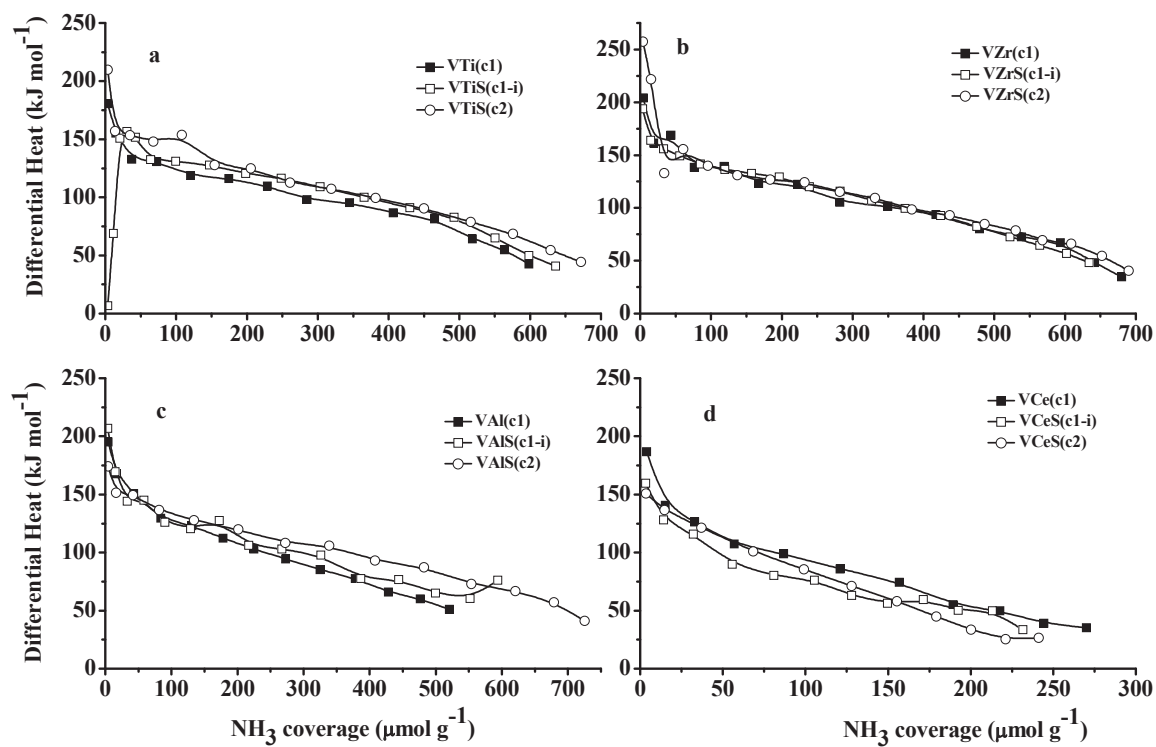 Differential Heat (kJ mol⁻¹)
250
200
150
100
50
0
a
VTi(c1)
VTiS(c1-i)
VTiS(c2)
0 100 200 300 400 500 600 700
250
200
150
100
50
0
b
VZr(c1)
VZrS(c1-i)
VZrS(c2)
0 100 200 300 400 500 600 700
Differential Heat (kJ mol⁻¹)
250
200
150
100
50
0
c
VAl(c1)
VAlS(c1-i)
VAlS(c2)
0 100 200 300 400 500 600 700
NH₃ coverage (μmol g⁻¹)
250
200
150
100
50
0
d
VCe(c1)
VCeS(c1-i)
VCeS(c2)
0 50 100 150 200 250 300
NH₃ coverage (μmol g⁻¹)